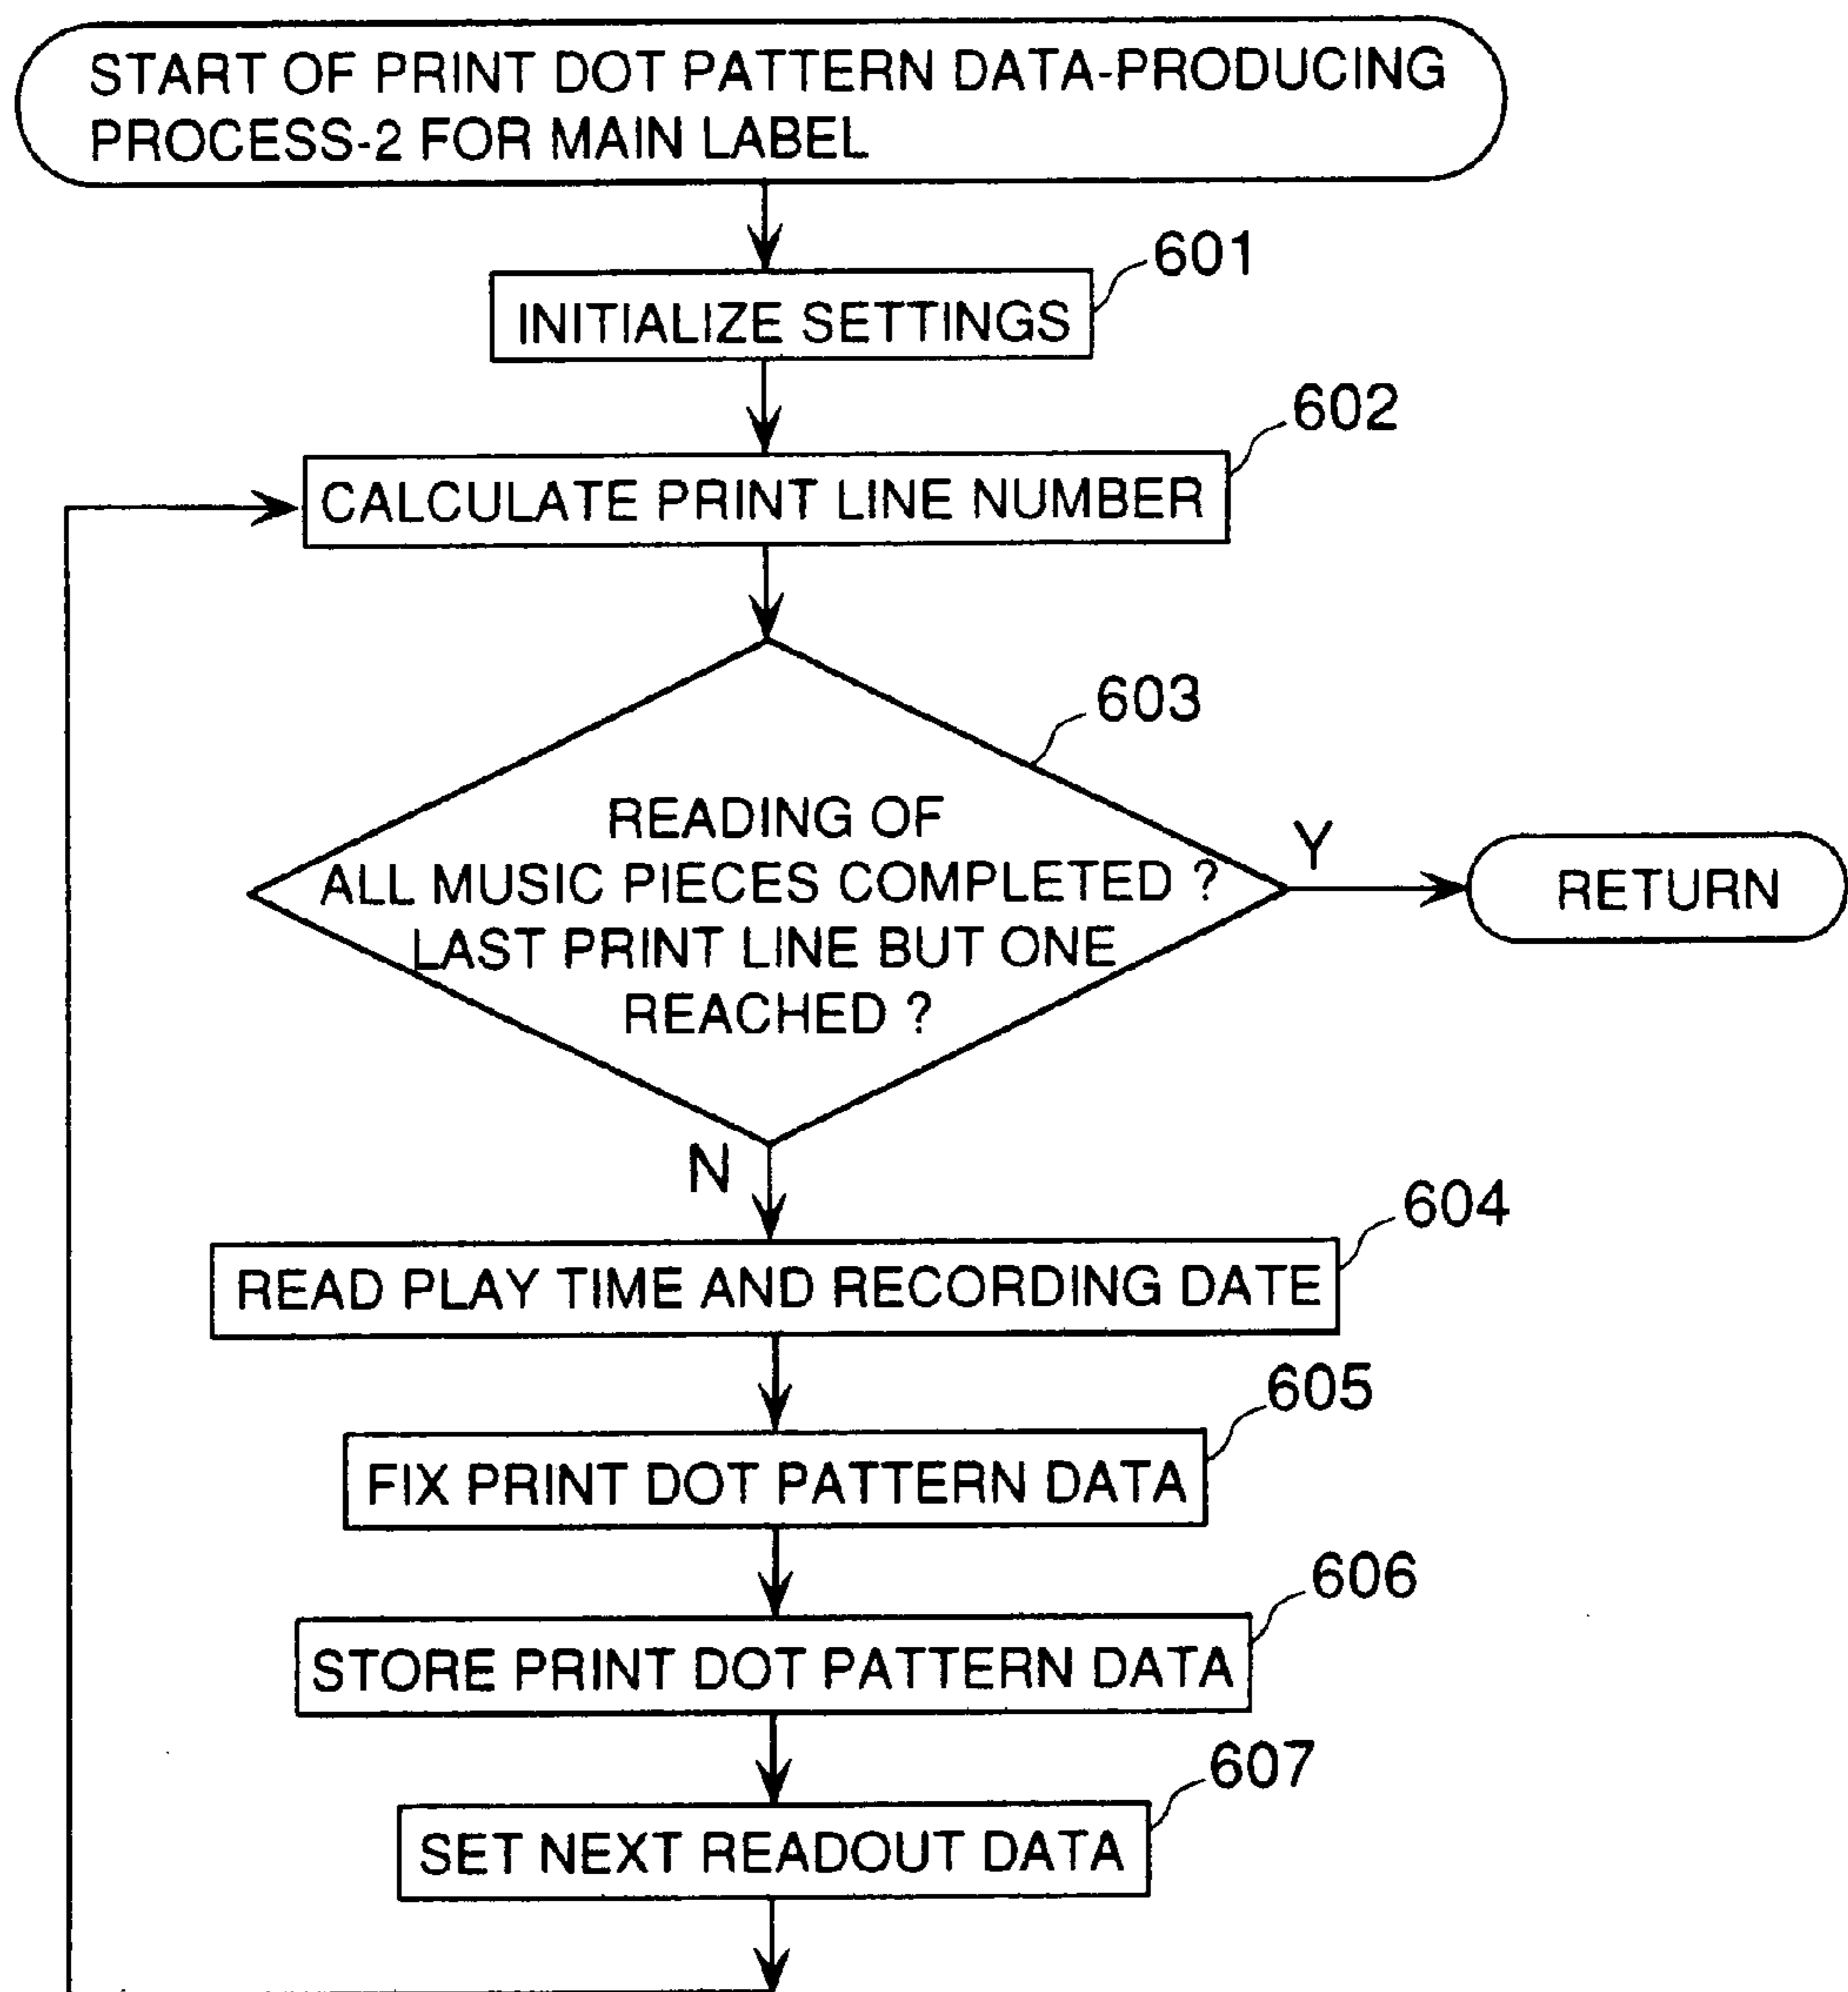 START OF PRINT DOT PATTERN DATA-PRODUCING
PROCESS-2 FOR MAIN LABEL
601
INITIALIZE SETTINGS
602
CALCULATE PRINT LINE NUMBER
603
READING OF
ALL MUSIC PIECES COMPLETED ?
LAST PRINT LINE BUT ONE
REACHED ?
Y
RETURN
N
604
READ PLAY TIME AND RECORDING DATE
605
FIX PRINT DOT PATTERN DATA
606
STORE PRINT DOT PATTERN DATA
607
SET NEXT READOUT DATA